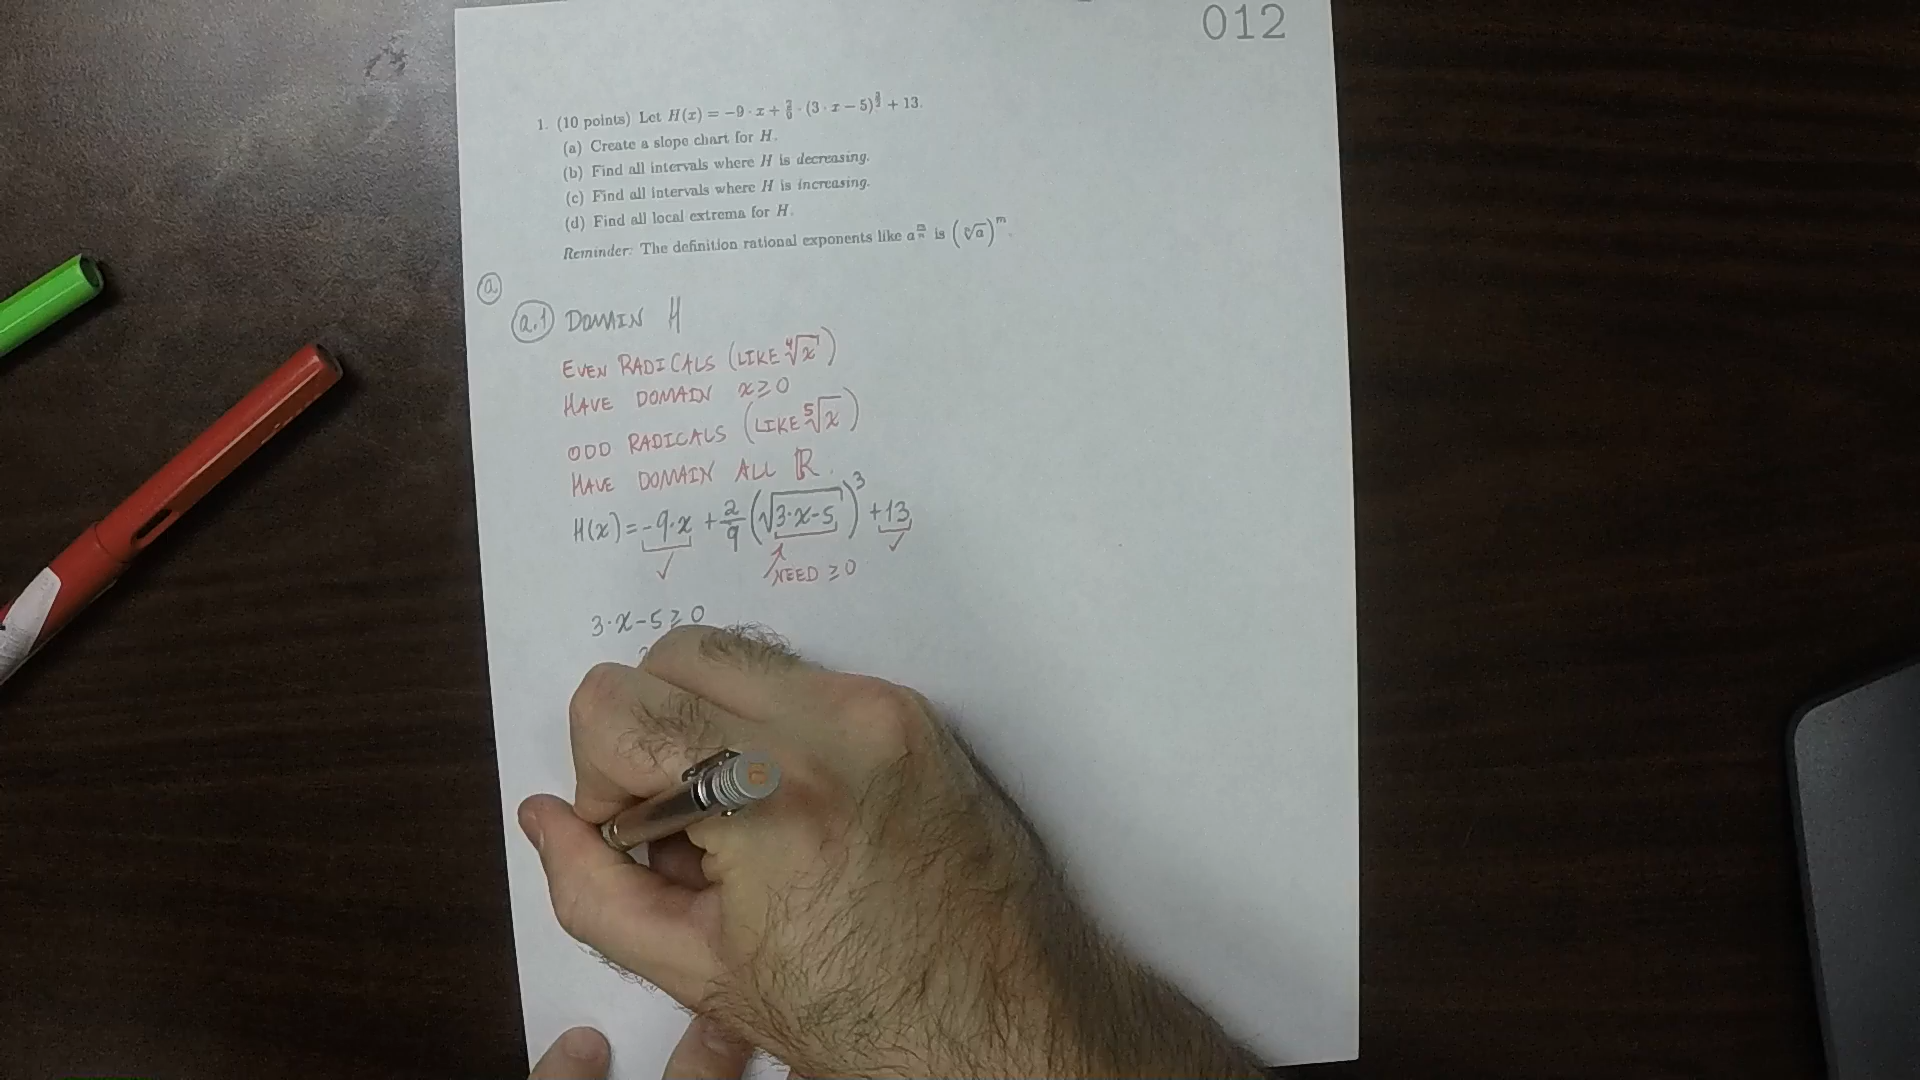 012
1. (10 points) Let H(x) = −9 · x + 2/9 · (3 · x − 5)^(3/2) + 13.
(a) Create a slope chart for H.
(b) Find all intervals where H is decreasing.
(c) Find all intervals where H is increasing.
(d) Find all local extrema for H.
Reminder: The definition rational exponents like a^(m/n) is (ⁿ√a)^m.
a
a.1 DOMAIN H
EVEN RADICALS (LIKE ⁴√x)
HAVE DOMAIN x≥0
ODD RADICALS (LIKE ⁵√x)
HAVE DOMAIN ALL ℝ.
H(x)=-9·x + 2/9 (√(3·x-5))^3 +13
✓ NEED ≥0 ✓
3·x-5≥0